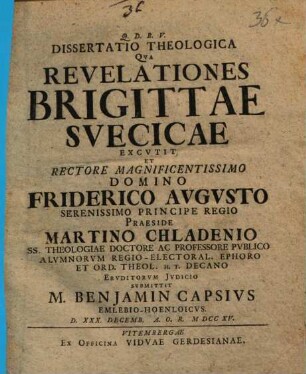 36
36
Q. D. B. V.
DISSERTATIO THEOLOGICA
QVA
REVELATIONES
BRIGITTAE
SVECICAE
EXCVTIT
ET
RECTORE MAGNIFICENTISSIMO
DOMINO
FRIDERICO AVGVSTO
SERENISSIMO PRINCIPE REGIO
PRAESIDE
MARTINO CHLADENIO
SS. THEOLOGIAE DOCTORE AC PROFESSORE PVBLICO
ALVMNORVM REGIO-ELECTORAL. EPHORO
ET ORD. THEOL. H. T. DECANO
ERVDITORVM JVDICIO
SVBMITTIT
M. BENJAMIN CAPSIVS
EMLEBIO-HOENLOICVS.
D. XXX. DECEMB. A. O. R. M DCC XV.
VITEMBERGAE
EX OFFICINA VIDVAE GERDESIANAE.